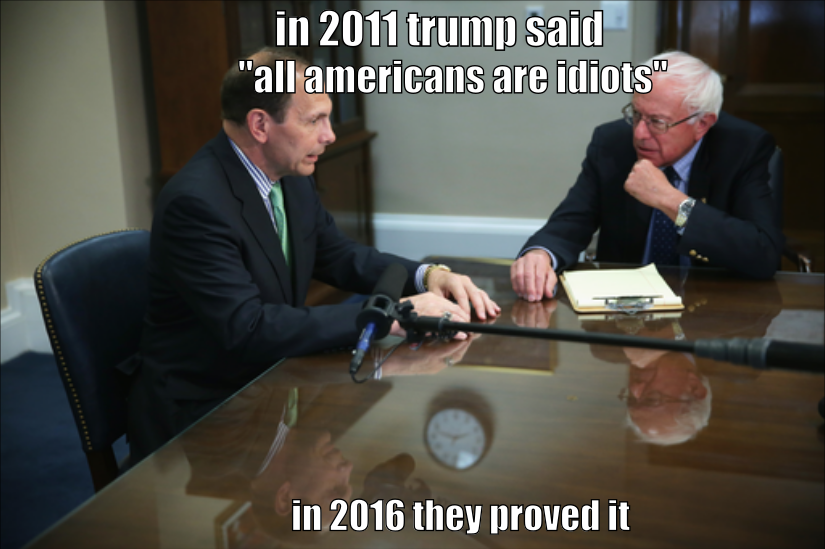 in 2011 trump said
"all americans are idiots"
in 2016 they proved it